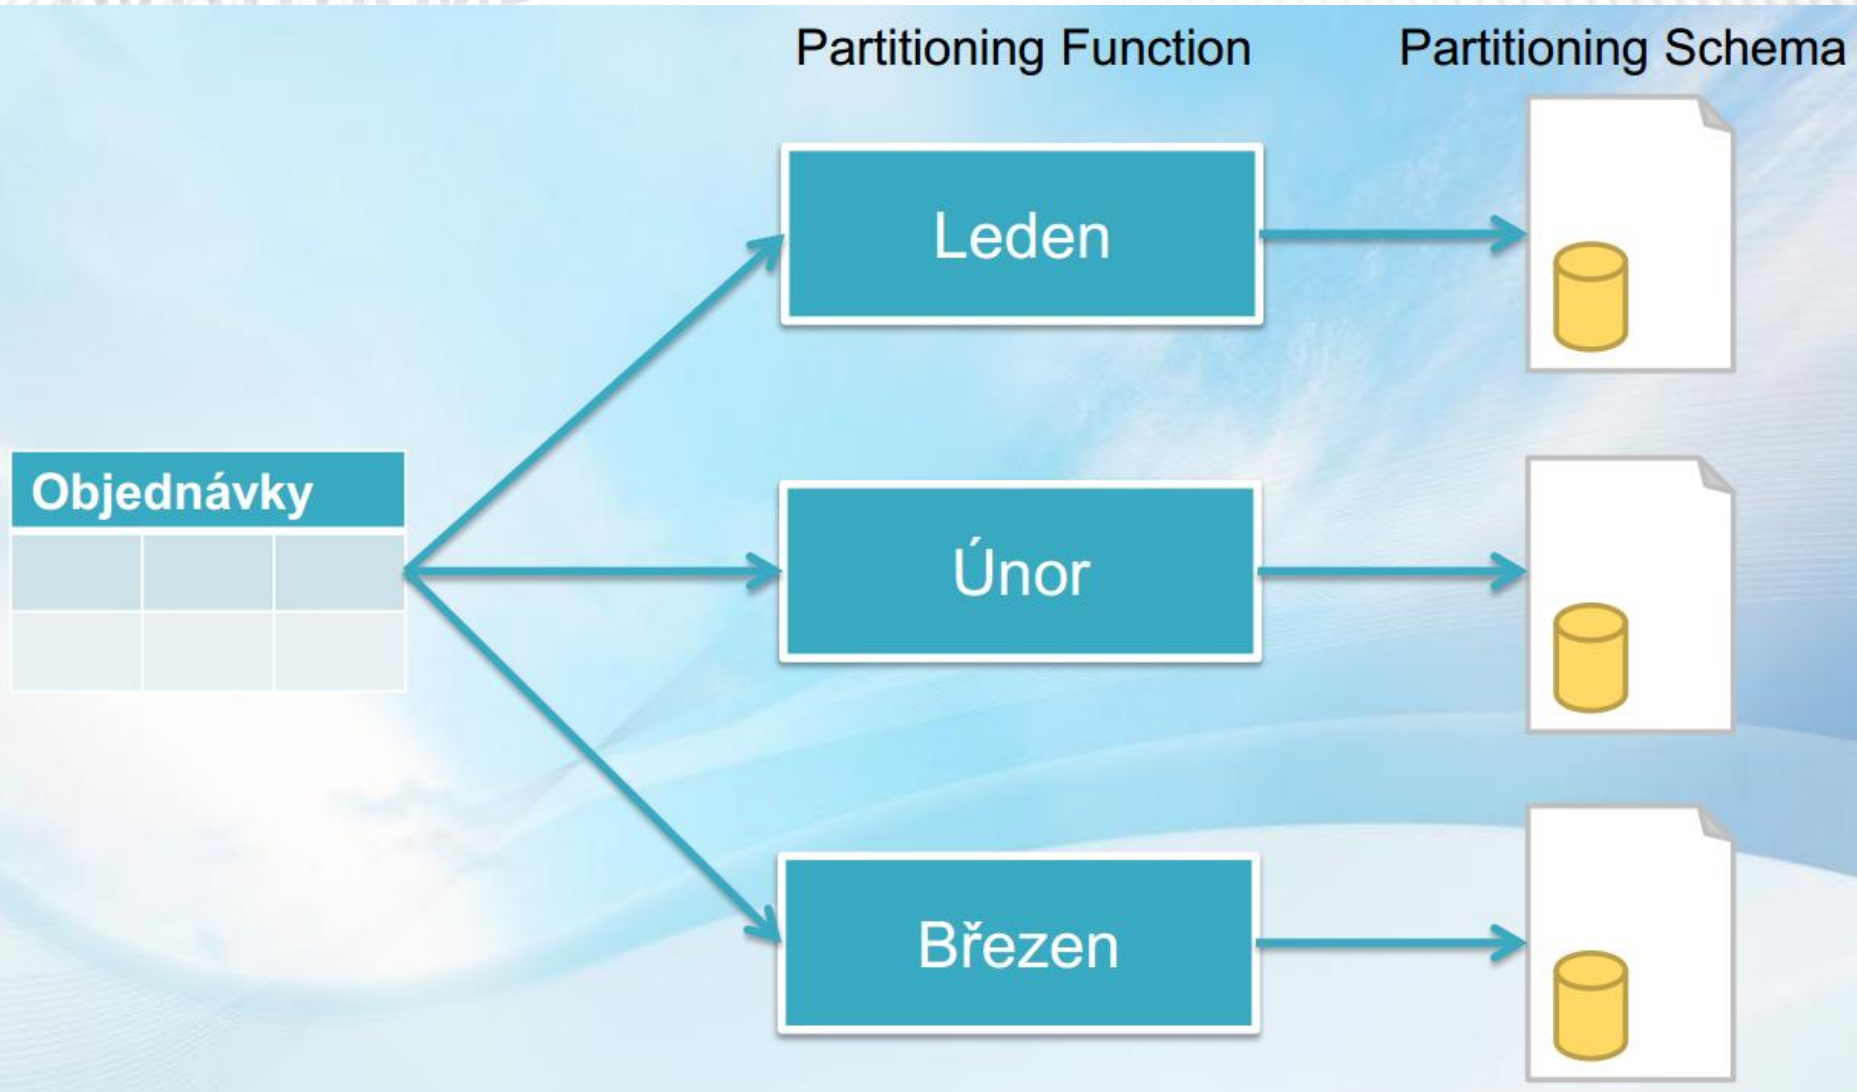 Partitioning Function
Partitioning Schema
Objednávky
Leden
Únor
Březen